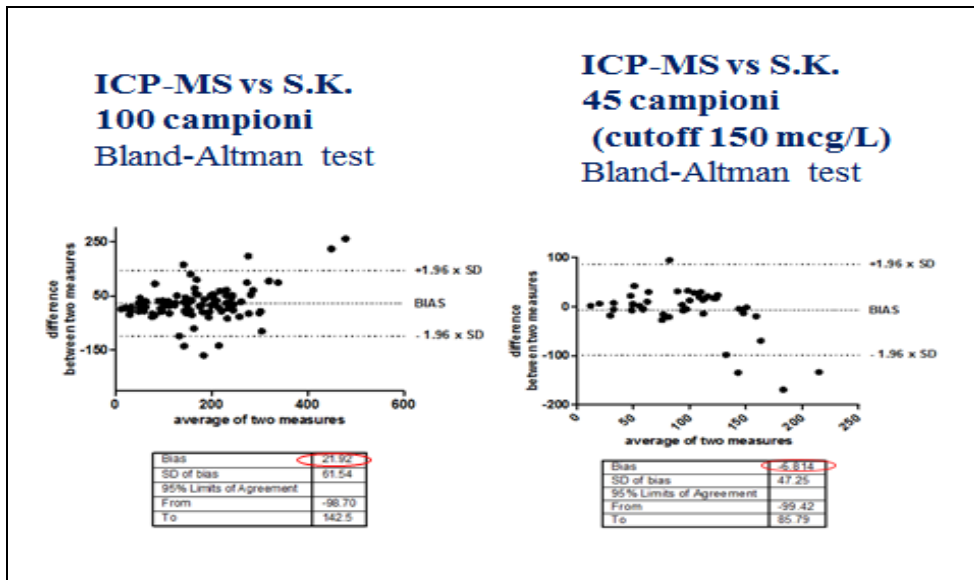 ICP-MS vs S.K.
100 campioni
Bland-Altman test
ICP-MS vs S.K.
45 campioni
(cutoff 150 mcg/L)
Bland-Altman test
250
50
-150
0
200
400
600
difference
between two measures
average of two measures
+1.96 x SD
BIAS
- 1.96 x SD
100
0
-100
-200
0
50
100
150
200
250
difference
between two measures
average of two measures
+1.96 x SD
BIAS
- 1.96 x SD
Bias 21.92
SD of bias 61.54
95% Limits of Agreement
From -98.70
To 142.5
Bias -6.814
SD of bias 47.25
95% Limits of Agreement
From -99.42
To 85.79